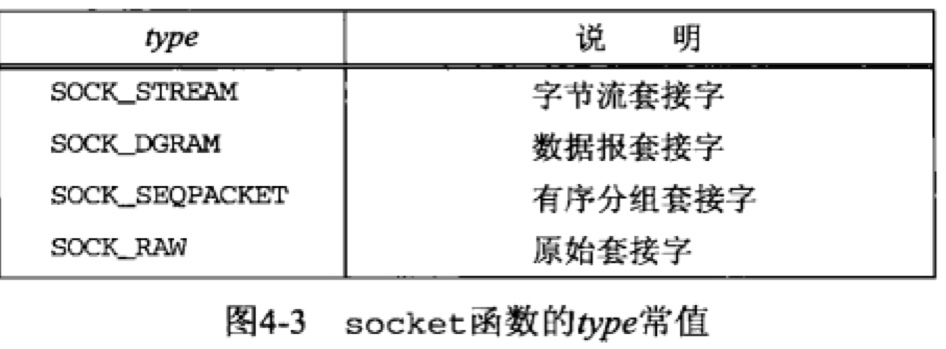 type 说 明
SOCK_STREAM 字节流套接字
SOCK_DGRAM 数据报套接字
SOCK_SEQPACKET 有序分组套接字
SOCK_RAW 原始套接字
图4-3 socket函数的type常值